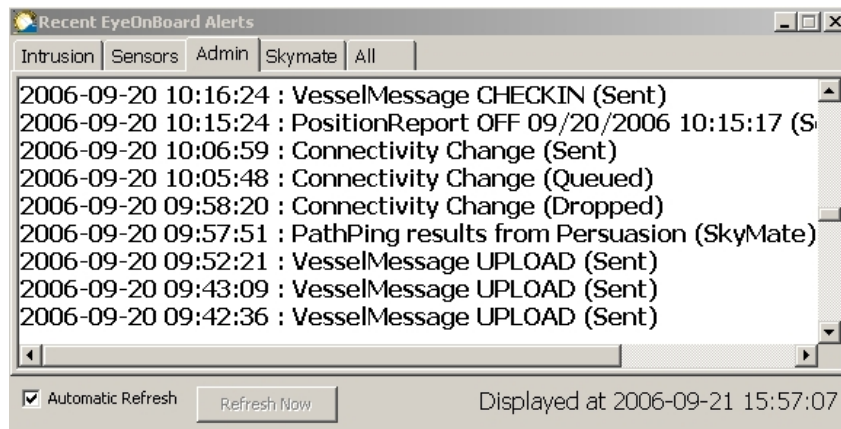 Recent EyeOnBoard Alerts
Intrusion Sensors Admin Skymate All
2006-09-20 10:16:24 : VesselMessage CHECKIN (Sent)
2006-09-20 10:15:24 : PositionReport OFF 09/20/2006 10:15:17 (S
2006-09-20 10:06:59 : Connectivity Change (Sent)
2006-09-20 10:05:48 : Connectivity Change (Queued)
2006-09-20 09:58:20 : Connectivity Change (Dropped)
2006-09-20 09:57:51 : PathPing results from Persuasion (SkyMate)
2006-09-20 09:52:21 : VesselMessage UPLOAD (Sent)
2006-09-20 09:43:09 : VesselMessage UPLOAD (Sent)
2006-09-20 09:42:36 : VesselMessage UPLOAD (Sent)
Automatic Refresh Refresh Now Displayed at 2006-09-21 15:57:07